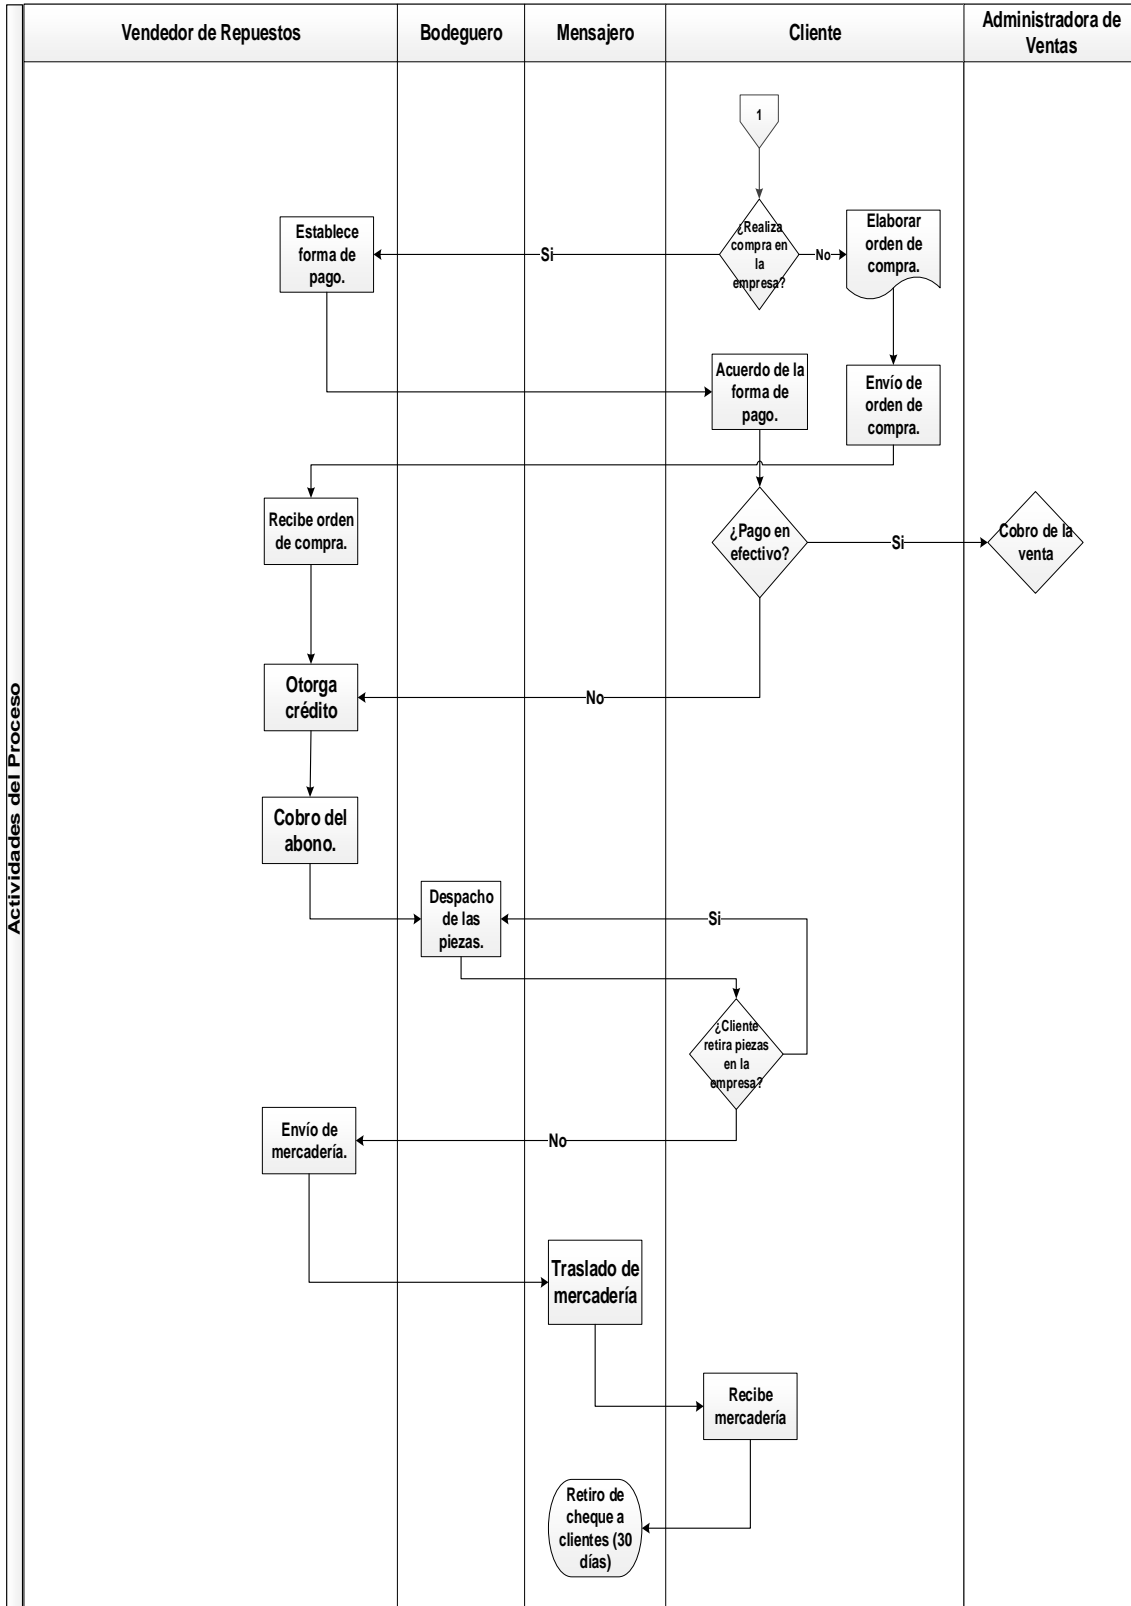 Vendedor de Repuestos
Bodeguero
Mensajero
Cliente
Administradora de
Ventas
Actividades del Proceso
1
¿Realiza
compra en
la
empresa?
Si
No
Establece
forma de
pago.
Elaborar
orden de
compra.
Acuerdo de la
forma de
pago.
Envío de
orden de
compra.
Recibe orden
de compra.
¿Pago en
efectivo?
Si
Cobro de la
venta
No
Otorga
crédito
Cobro del
abono.
Despacho
de las
piezas.
Si
¿Cliente
retira piezas
en la
empresa?
No
Envío de
mercadería.
Traslado de
mercadería
Recibe
mercadería
Retiro de
cheque a
clientes (30
días)